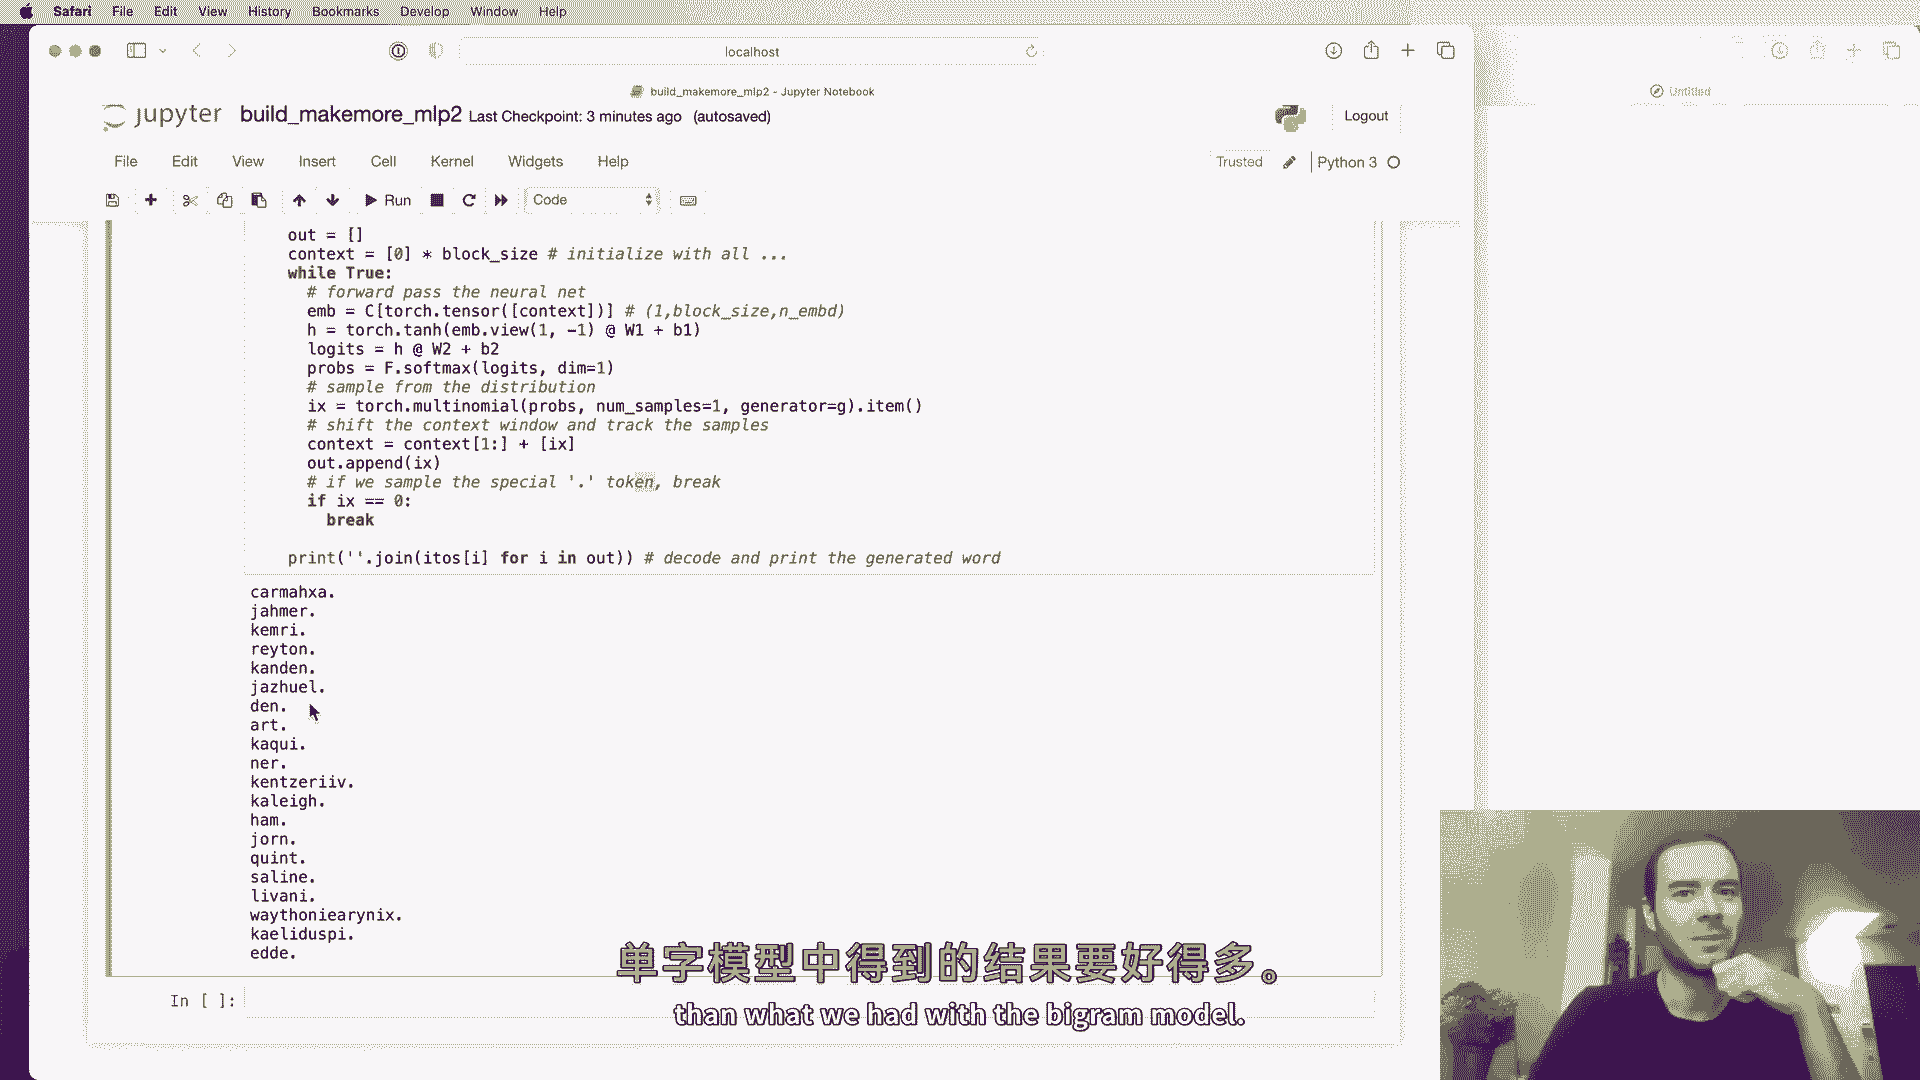 Safari File Edit View History Bookmarks Develop Window Help
localhost
build_makemore_mlp2 - Jupyter Notebook
Untitled
jupyter build_makemore_mlp2 Last Checkpoint: 3 minutes ago (autosaved)
Logout
File Edit View Insert Cell Kernel Widgets Help
Trusted Python 3
Run Code
out = []
context = [0] * block_size # initialize with all ...
while True:
# forward pass the neural net
emb = C[torch.tensor([context])] # (1,block_size,n_embd)
h = torch.tanh(emb.view(1, -1) @ W1 + b1)
logits = h @ W2 + b2
probs = F.softmax(logits, dim=1)
# sample from the distribution
ix = torch.multinomial(probs, num_samples=1, generator=g).item()
# shift the context window and track the samples
context = context[1:] + [ix]
out.append(ix)
# if we sample the special '.' token, break
if ix == 0:
break
print(''.join(itos[i] for i in out)) # decode and print the generated word
carmahxa.
jahmer.
kemri.
reyton.
kanden.
jazhuel.
den.
art.
kaqui.
ner.
kentzeriiv.
kaleigh.
ham.
jorn.
quint.
saline.
livani.
waythoniearynix.
kaeliduspi.
edde.
单字模型中得到的结果要好得多。
In [ ]:
than what we had with the bigram model.